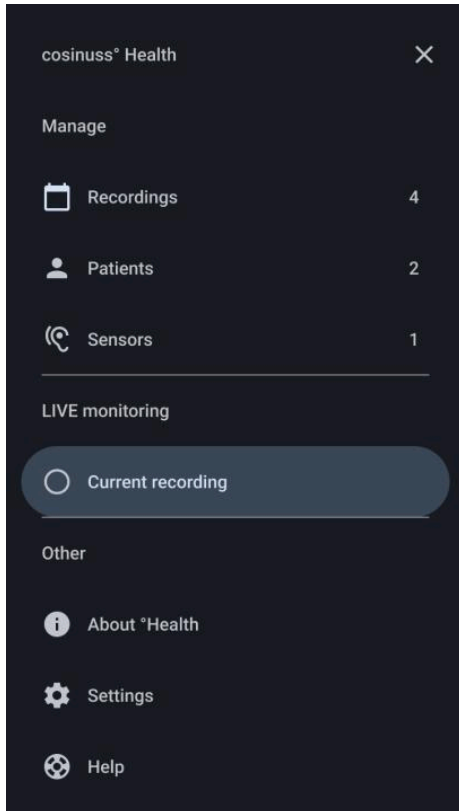 cosinuss° Health
Manage
Recordings 4
Patients 2
Sensors 1
LIVE monitoring
Current recording
Other
About °Health
Settings
Help